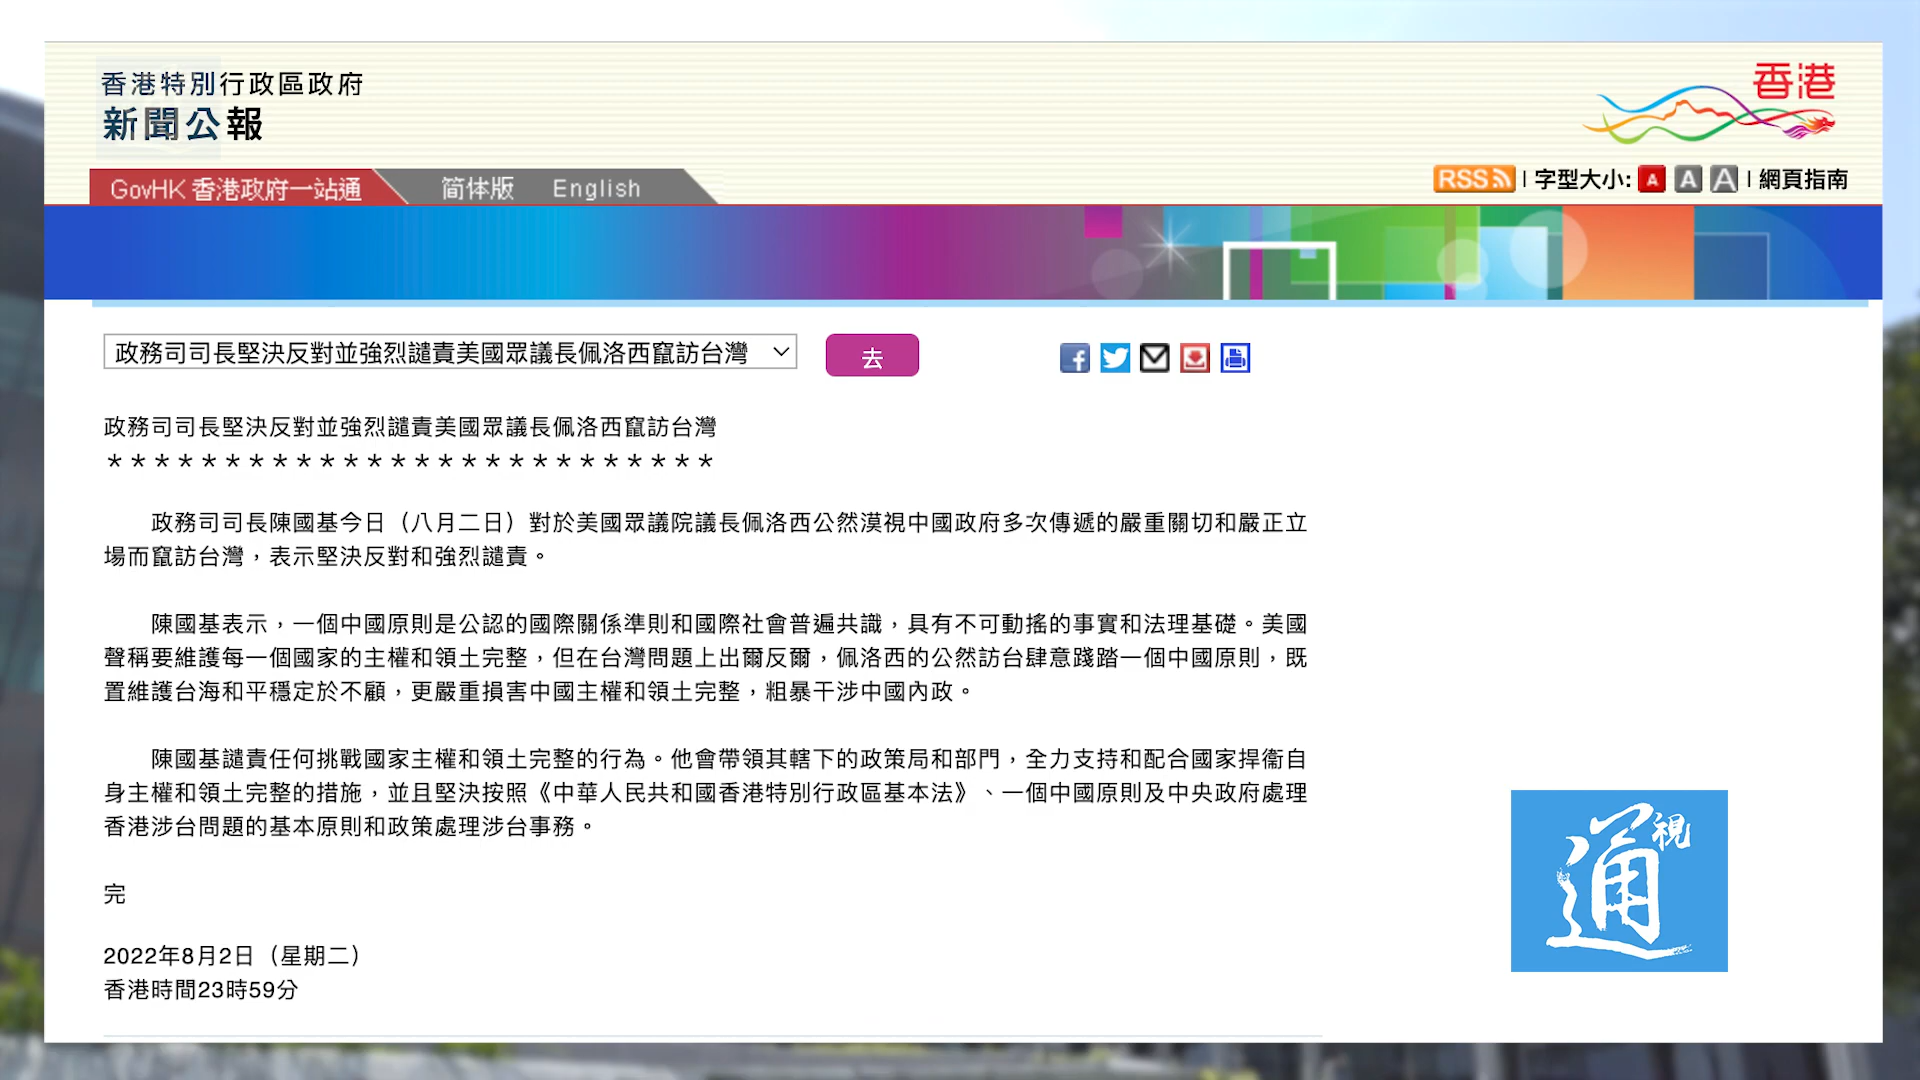 香港特別行政區政府
新聞公報
香港
GovHK 香港政府一站通 简体版 English
RSS | 字型大小: A A A | 網頁指南
政務司司長堅決反對並強烈譴責美國眾議長佩洛西竄訪台灣 去
政務司司長堅決反對並強烈譴責美國眾議長佩洛西竄訪台灣
**************************
政務司司長陳國基今日（八月二日）對於美國眾議院議長佩洛西公然漠視中國政府多次傳遞的嚴重關切和嚴正立
場而竄訪台灣，表示堅決反對和強烈譴責。
陳國基表示，一個中國原則是公認的國際關係準則和國際社會普遍共識，具有不可動搖的事實和法理基礎。美國
聲稱要維護每一個國家的主權和領土完整，但在台灣問題上出爾反爾，佩洛西的公然訪台肆意踐踏一個中國原則，既
置維護台海和平穩定於不顧，更嚴重損害中國主權和領土完整，粗暴干涉中國內政。
陳國基譴責任何挑戰國家主權和領土完整的行為。他會帶領其轄下的政策局和部門，全力支持和配合國家捍衞自
身主權和領土完整的措施，並且堅決按照《中華人民共和國香港特別行政區基本法》、一個中國原則及中央政府處理
香港涉台問題的基本原則和政策處理涉台事務。
完
2022年8月2日（星期二）
香港時間23時59分
通視